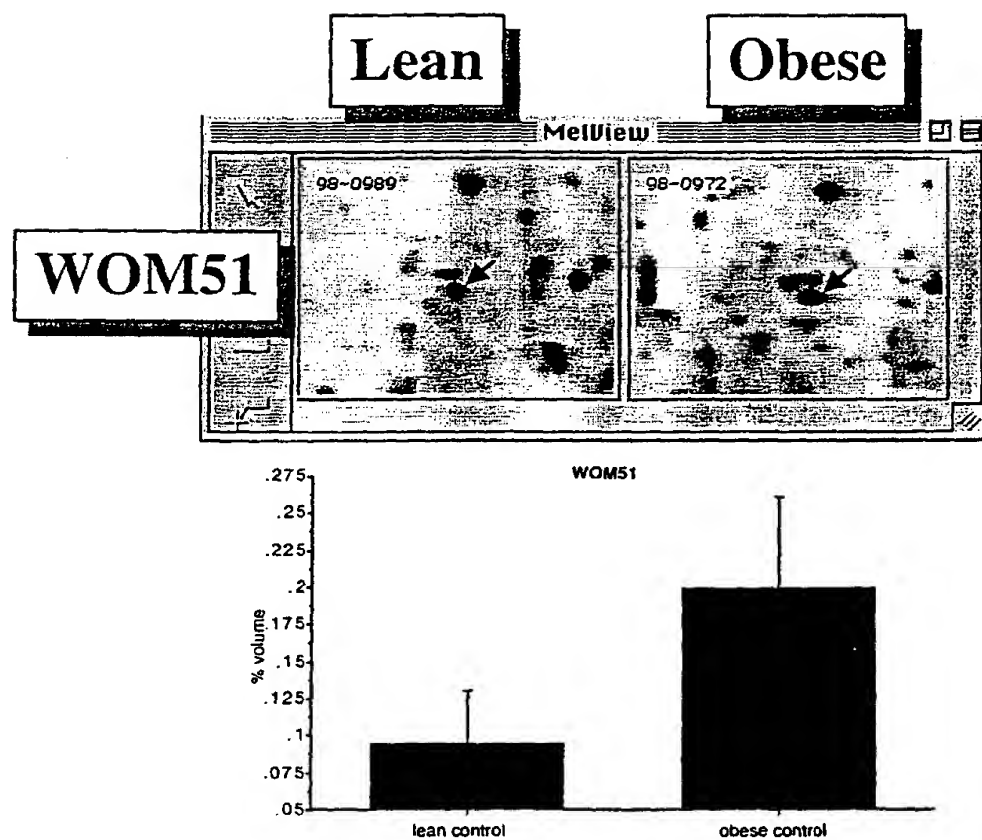 Lean
Obese
MelView
98-0989
98-0972
WOM51
WOM51
.275
.25
.225
.2
.175
.15
.125
.1
.075
.05
% volume
lean control
obese control